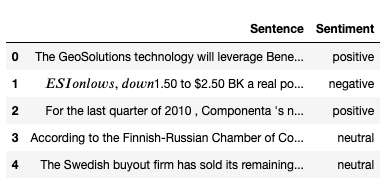 Sentence Sentiment
0 The GeoSolutions technology will leverage Bene... positive
1 ESIonlows, down1.50 to $2.50 BK a real po... negative
2 For the last quarter of 2010 , Componenta 's n... positive
3 According to the Finnish-Russian Chamber of Co... neutral
4 The Swedish buyout firm has sold its remaining... neutral